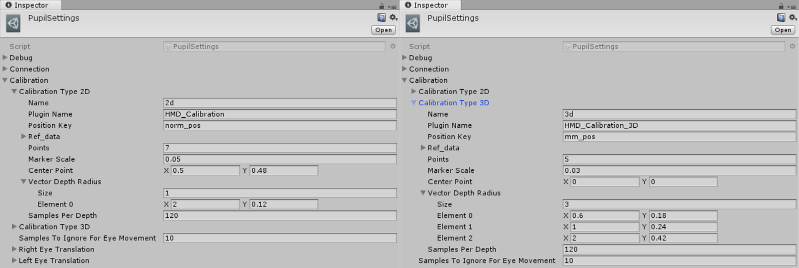 Inspector
PupilSettings
Open
Script PupilSettings
Debug
Connection
Calibration
Calibration Type 2D
Name 2d
Plugin Name HMD_Calibration
Position Key norm_pos
Ref_data
Points 7
Marker Scale 0.05
Center Point X 0.5 Y 0.48
Vector Depth Radius
Size 1
Element 0 X 2 Y 0.12
Samples Per Depth 120
Calibration Type 3D
Samples To Ignore For Eye Movement 10
Right Eye Translation
Left Eye Translation
Inspector
PupilSettings
Open
Script PupilSettings
Debug
Connection
Calibration
Calibration Type 2D
Calibration Type 3D
Name 3d
Plugin Name HMD_Calibration_3D
Position Key mm_pos
Ref_data
Points 5
Marker Scale 0.03
Center Point X 0 Y 0
Vector Depth Radius
Size 3
Element 0 X 0.6 Y 0.18
Element 1 X 1 Y 0.24
Element 2 X 2 Y 0.42
Samples Per Depth 120
Samples To Ignore For Eye Movement 10